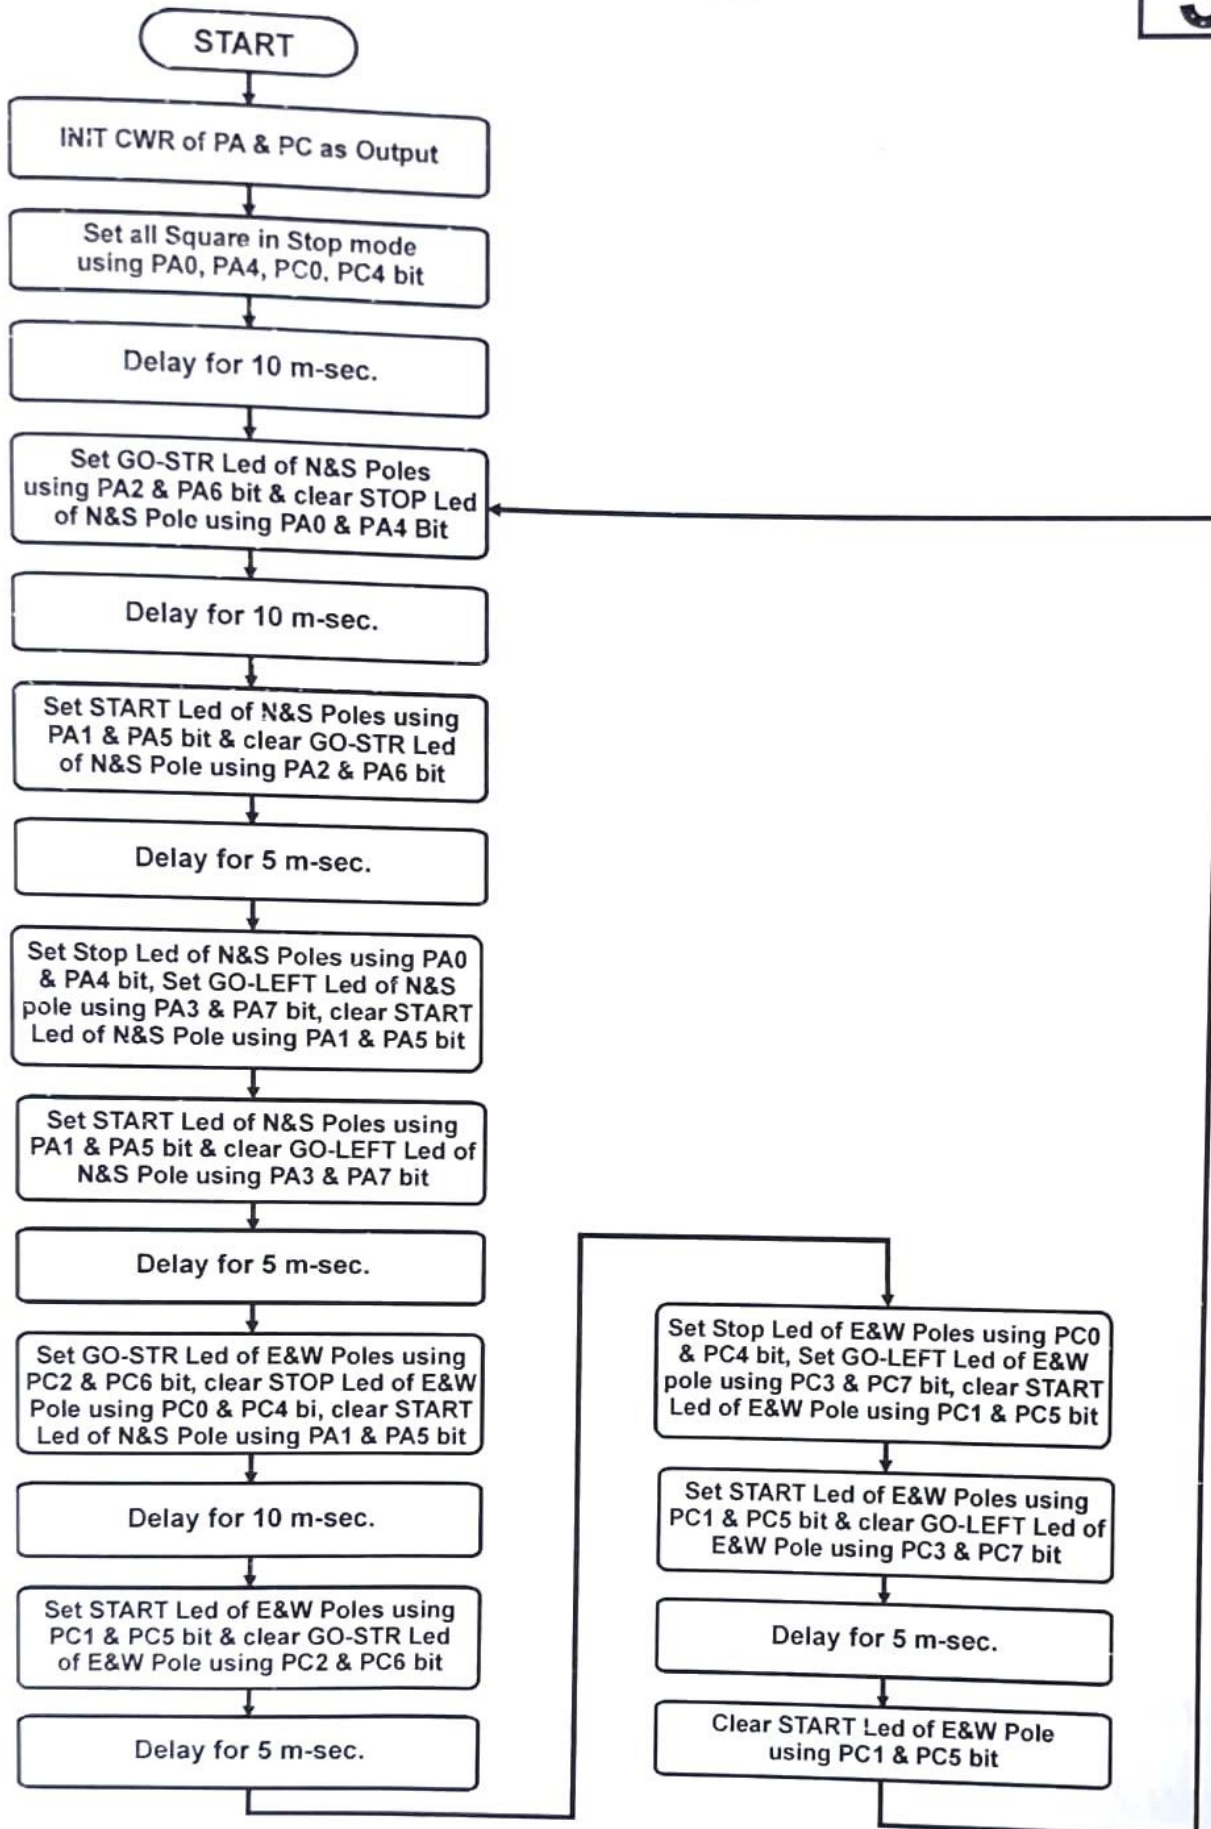 START
INIT CWR of PA & PC as Output
Set all Square in Stop mode
using PA0, PA4, PC0, PC4 bit
Delay for 10 m-sec.
Set GO-STR Led of N&S Poles
using PA2 & PA6 bit & clear STOP Led
of N&S Pole using PA0 & PA4 Bit
Delay for 10 m-sec.
Set START Led of N&S Poles using
PA1 & PA5 bit & clear GO-STR Led
of N&S Pole using PA2 & PA6 bit
Delay for 5 m-sec.
Set Stop Led of N&S Poles using PA0
& PA4 bit, Set GO-LEFT Led of N&S
pole using PA3 & PA7 bit, clear START
Led of N&S Pole using PA1 & PA5 bit
Set START Led of N&S Poles using
PA1 & PA5 bit & clear GO-LEFT Led of
N&S Pole using PA3 & PA7 bit
Delay for 5 m-sec.
Set GO-STR Led of E&W Poles using
PC2 & PC6 bit, clear STOP Led of E&W
Pole using PC0 & PC4 bi, clear START
Led of N&S Pole using PA1 & PA5 bit
Delay for 10 m-sec.
Set START Led of E&W Poles using
PC1 & PC5 bit & clear GO-STR Led
of E&W Pole using PC2 & PC6 bit
Delay for 5 m-sec.
Set Stop Led of E&W Poles using PC0
& PC4 bit, Set GO-LEFT Led of E&W
pole using PC3 & PC7 bit, clear START
Led of E&W Pole using PC1 & PC5 bit
Set START Led of E&W Poles using
PC1 & PC5 bit & clear GO-LEFT Led of
E&W Pole using PC3 & PC7 bit
Delay for 5 m-sec.
Clear START Led of E&W Pole
using PC1 & PC5 bit